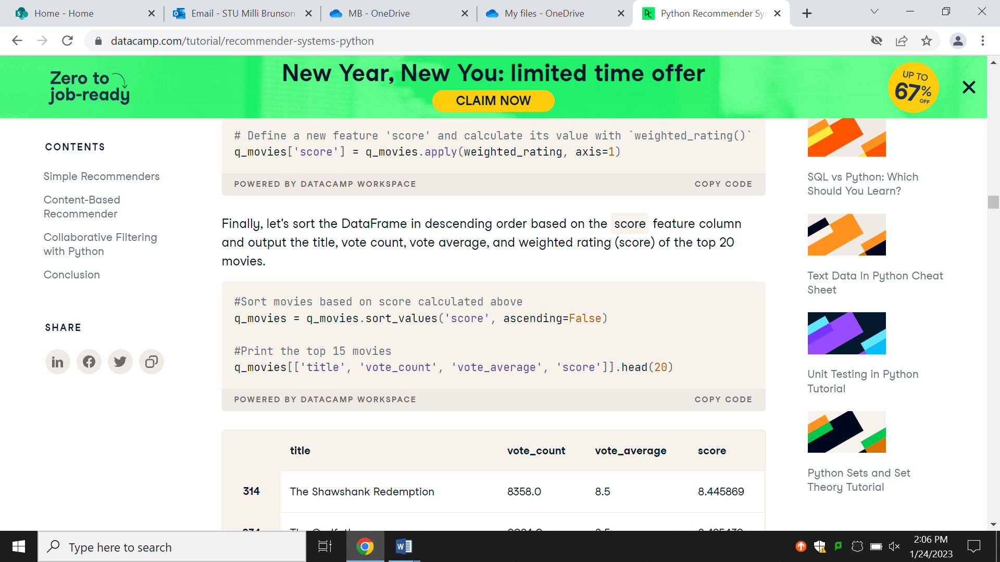 Home - Home
Email - STU Milli Brunson
MB - OneDrive
My files - OneDrive
Python Recommender Sys
datacamp.com/tutorial/recommender-systems-python
Zero to
job-ready
New Year, New You: limited time offer
CLAIM NOW
UP TO
67%
OFF
CONTENTS
Simple Recommenders
Content-Based
Recommender
Collaborative Filtering
with Python
Conclusion
SHARE
# Define a new feature 'score' and calculate its value with `weighted_rating()`
q_movies['score'] = q_movies.apply(weighted_rating, axis=1)
POWERED BY DATACAMP WORKSPACE
COPY CODE
Finally, let's sort the DataFrame in descending order based on the score feature column
and output the title, vote count, vote average, and weighted rating (score) of the top 20
movies.
#Sort movies based on score calculated above
q_movies = q_movies.sort_values('score', ascending=False)
#Print the top 15 movies
q_movies[['title', 'vote_count', 'vote_average', 'score']].head(20)
POWERED BY DATACAMP WORKSPACE
COPY CODE
title vote_count vote_average score
314 The Shawshank Redemption 8358.0 8.5 8.445869
SQL vs Python: Which
Should You Learn?
Text Data In Python Cheat
Sheet
Unit Testing in Python
Tutorial
Python Sets and Set
Theory Tutorial
Type here to search
2:06 PM
1/24/2023